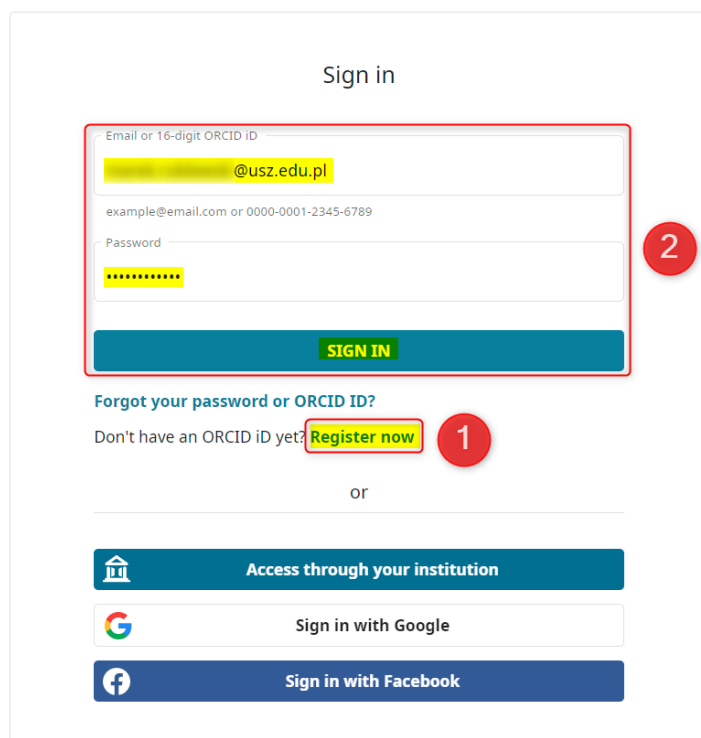 Sign in
Email or 16-digit ORCID iD
@usz.edu.pl
example@email.com or 0000-0001-2345-6789
Password
••••••••••••
2
SIGN IN
Forgot your password or ORCID ID?
Don't have an ORCID iD yet? Register now
1
or
Access through your institution
Sign in with Google
Sign in with Facebook